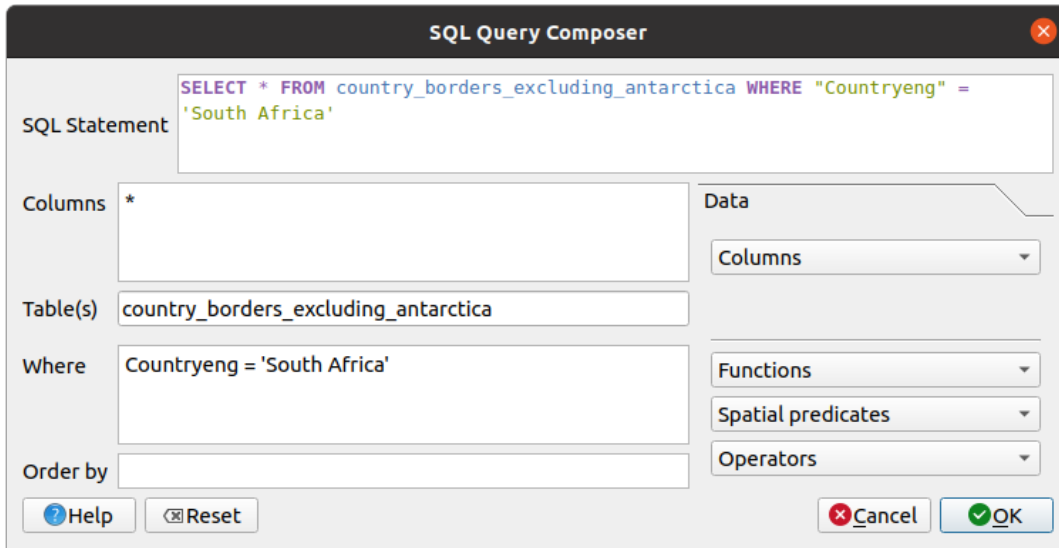 SQL Query Composer
SELECT * FROM country_borders_excluding_antarctica WHERE "Countryeng" =
'South Africa'
SQL Statement
Columns
*
Data
Columns
Table(s)
country_borders_excluding_antarctica
Where
Countryeng = 'South Africa'
Functions
Spatial predicates
Operators
Order by
Help
Reset
Cancel
OK